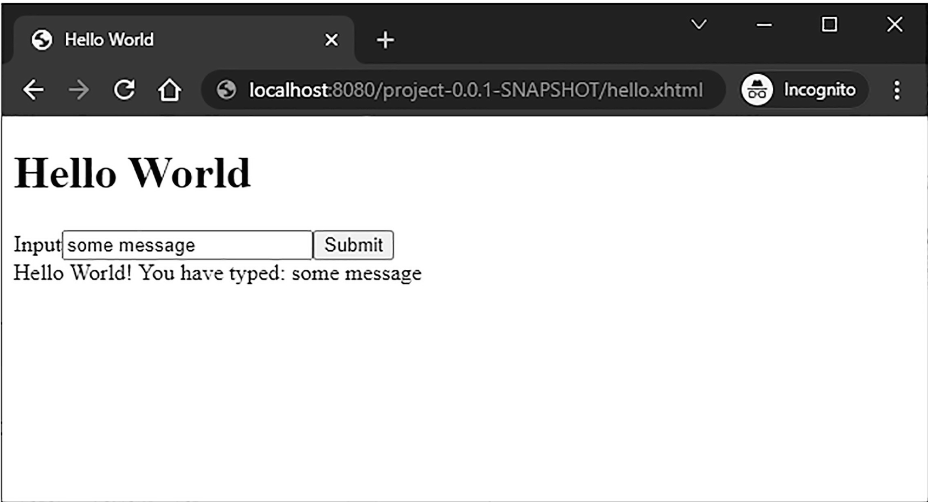 Hello World
localhost:8080/project-0.0.1-SNAPSHOT/hello.xhtml Incognito
Hello World
Input some message Submit
Hello World! You have typed: some message